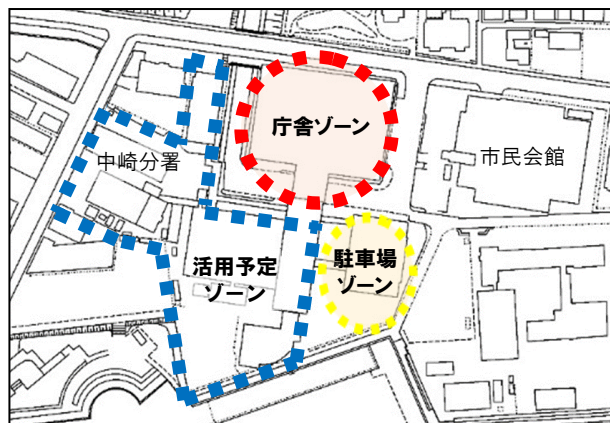 庁舎ゾーン
中崎分署
市民会館
活用予定
ゾーン
駐車場
ゾーン